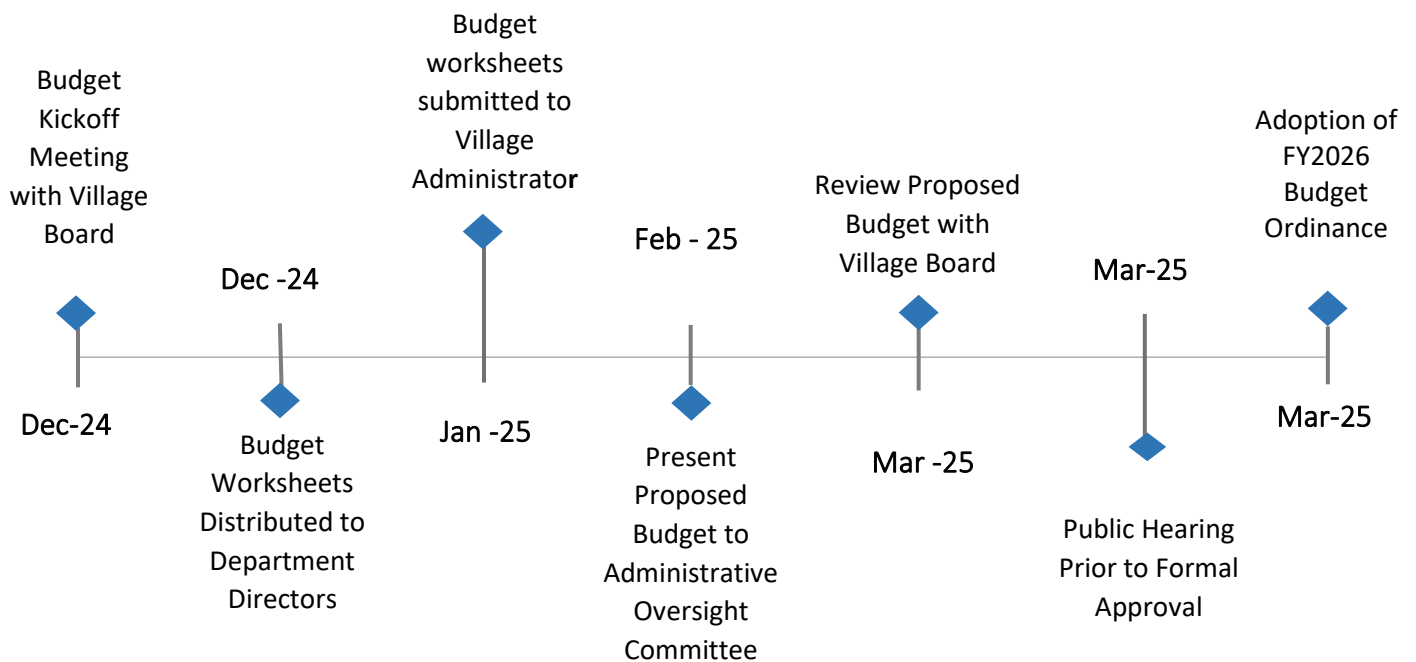 Budget
Kickoff
Meeting
with Village
Board
Dec-24
Dec -24
Budget
Worksheets
Distributed to
Department
Directors
Budget
worksheets
submitted to
Village
Administrator
Jan -25
Feb - 25
Present
Proposed
Budget to
Administrative
Oversight
Committee
Review Proposed
Budget with
Village Board
Mar -25
Mar-25
Public Hearing
Prior to Formal
Approval
Adoption of
FY2026
Budget
Ordinance
Mar-25